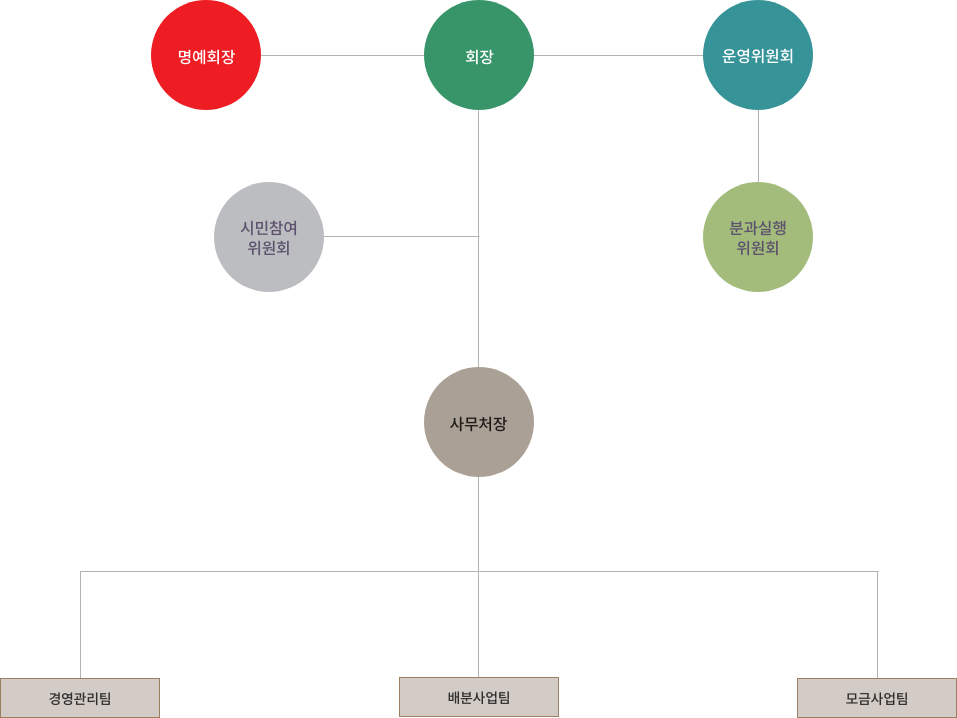 명예회장
회장
운영위원회
시민참여
위원회
분과실행
위원회
사무처장
경영관리팀
배분사업팀
모금사업팀